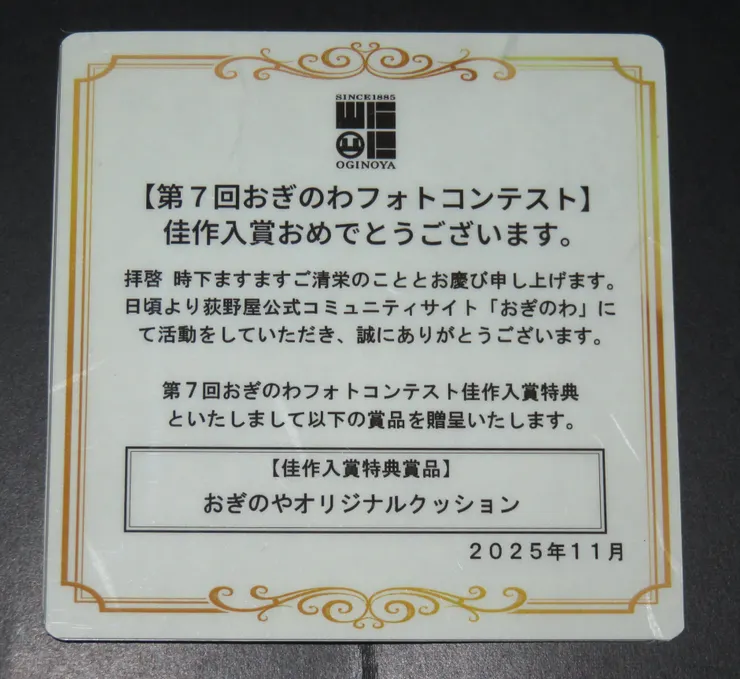 SINCE1885
OGINOYA
【第７回おぎのわフォトコンテスト】
佳作入賞おめでとうございます。
拝啓 時下ますますご清栄のこととお慶び申し上げます。
日頃より荻野屋公式コミュニティサイト「おぎのわ」に
て活動をしていただき、誠にありがとうございます。
第７回おぎのわフォトコンテスト佳作入賞特典
といたしまして以下の賞品を贈呈いたします。
【佳作入賞特典賞品】
おぎのやオリジナルクッション
２０２５年１１月